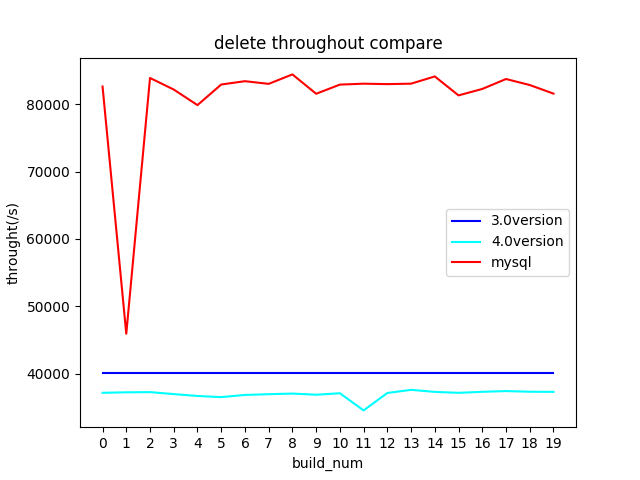 delete throughout compare
throught(/s)
80000
70000
60000
50000
40000
3.0version
4.0version
mysql
0 1 2 3 4 5 6 7 8 9 10 11 12 13 14 15 16 17 18 19
build_num